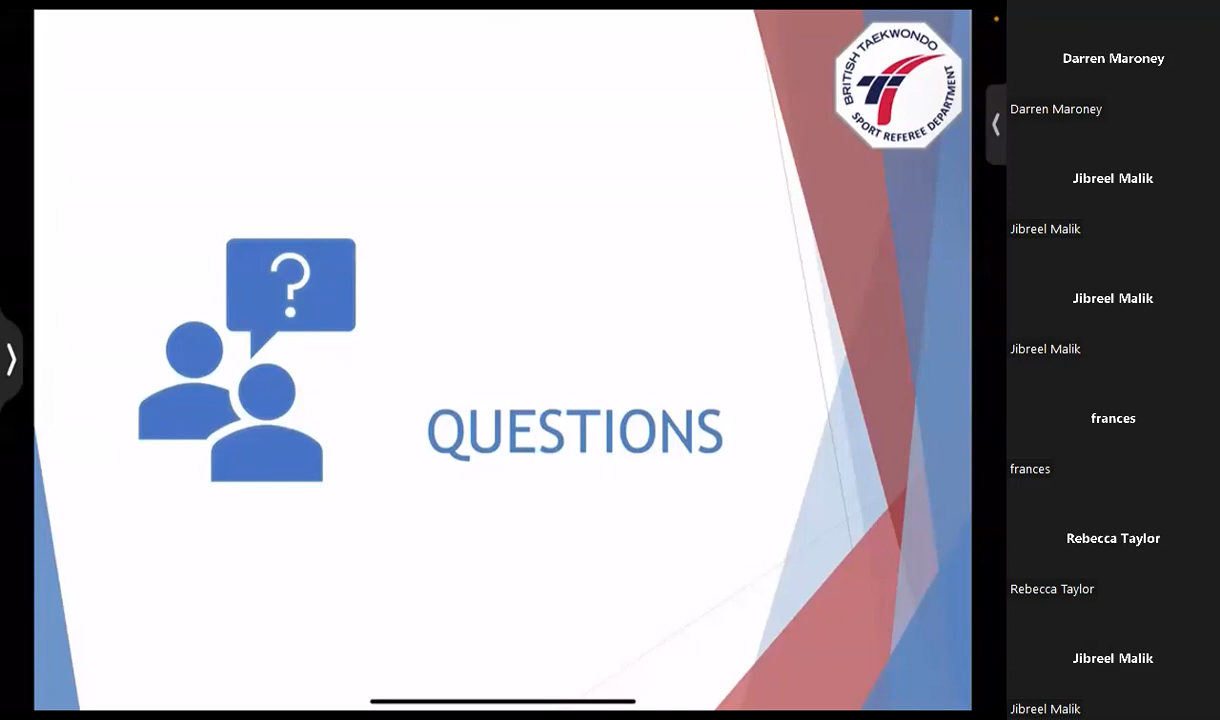 BRITISH TAEKWONDO
SPORT REFEREE DEPARTMENT
?
QUESTIONS
Darren Maroney
Darren Maroney
Jibreel Malik
Jibreel Malik
Jibreel Malik
Jibreel Malik
frances
frances
Rebecca Taylor
Rebecca Taylor
Jibreel Malik
Jibreel Malik